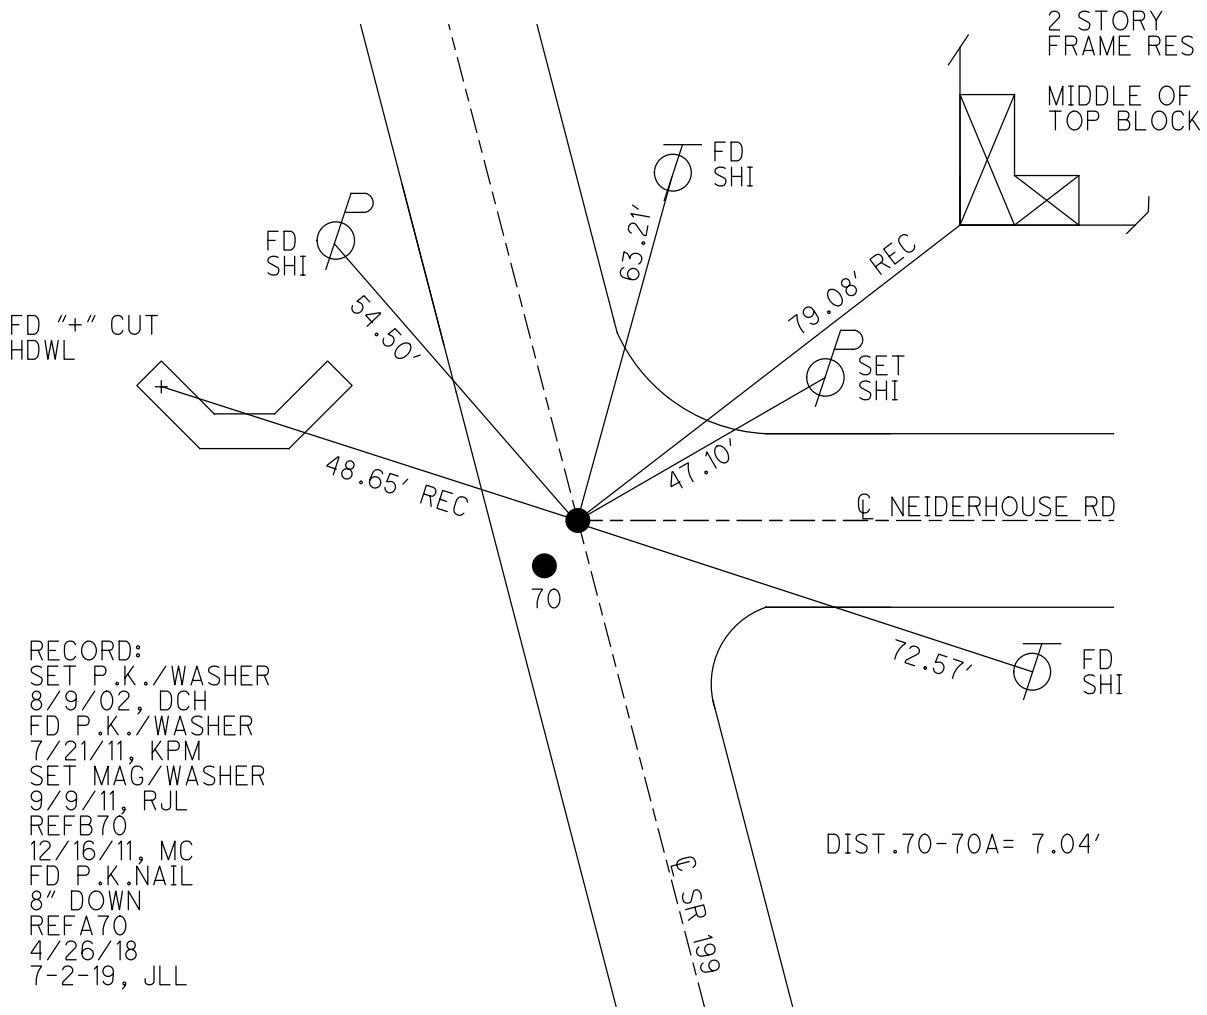 2 STORY
FRAME RES
MIDDLE OF
TOP BLOCK
FD
SHI
FD
SHI
63.21'
79.08' REC
54.50'
FD "+" CUT
HDWL
SET
SHI
47.10'
48.65' REC
℄ NEIDERHOUSE RD
70
72.57'
FD
SHI
RECORD:
SET P.K./WASHER
8/9/02, DCH
FD P.K./WASHER
7/21/11, KPM
SET MAG/WASHER
9/9/11, RJL
REFB70
12/16/11, MC
FD P.K.NAIL
8" DOWN
REFA70
4/26/18
7-2-19, JLL
DIST.70-70A= 7.04'
℄ SR 199